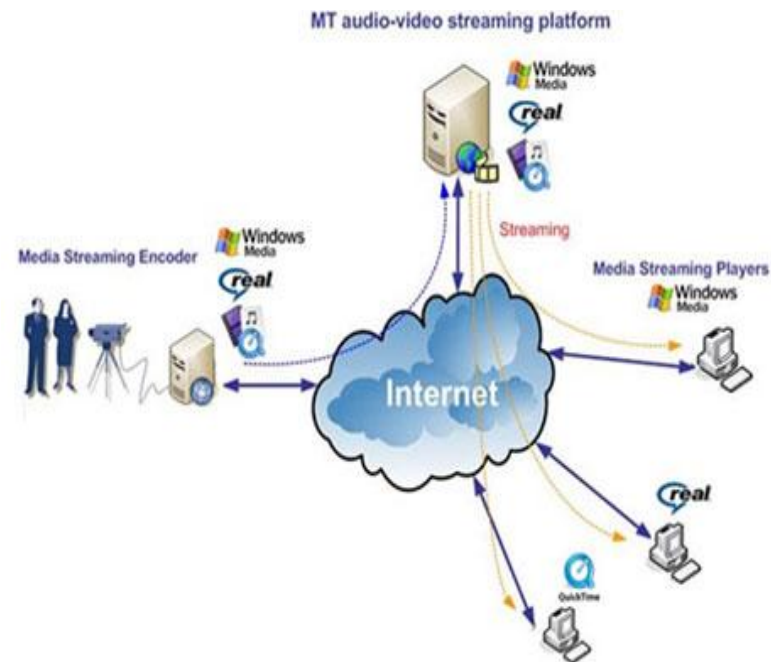 MT audio-video streaming platform
Windows
Media
real
Streaming
Media Streaming Encoder
Windows
Media
real
Media Streaming Players
Windows
Media
Internet
real
QuickTime